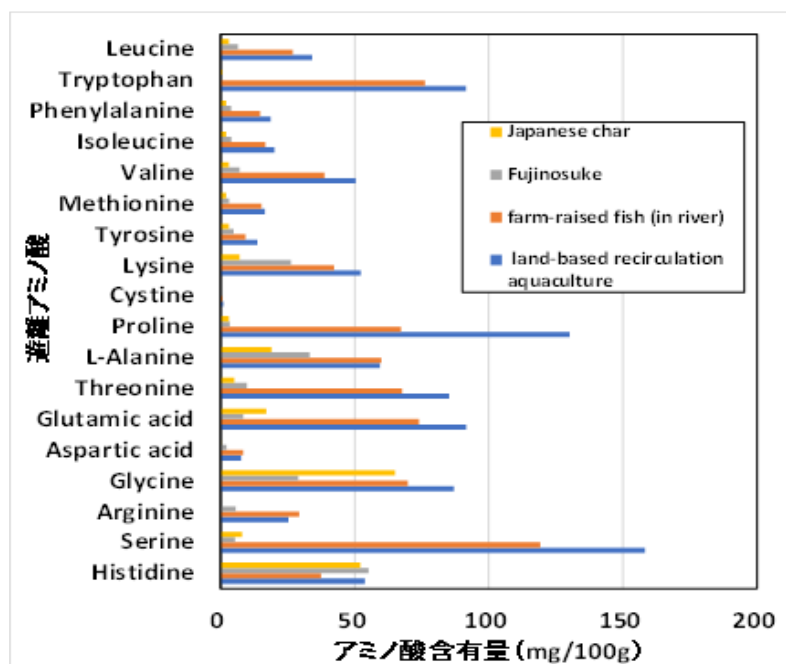 Leucine
Tryptophan
Phenylalanine
Isoleucine
Valine
Methionine
Tyrosine
Lysine
Cystine
Proline
L-Alanine
Threonine
Glutamic acid
Aspartic acid
Glycine
Arginine
Serine
Histidine
遊離アミノ酸
Japanese char
Fujinosuke
farm-raised fish (in river)
land-based recirculation
aquaculture
0 50 100 150 200
アミノ酸含有量 (mg/100g)